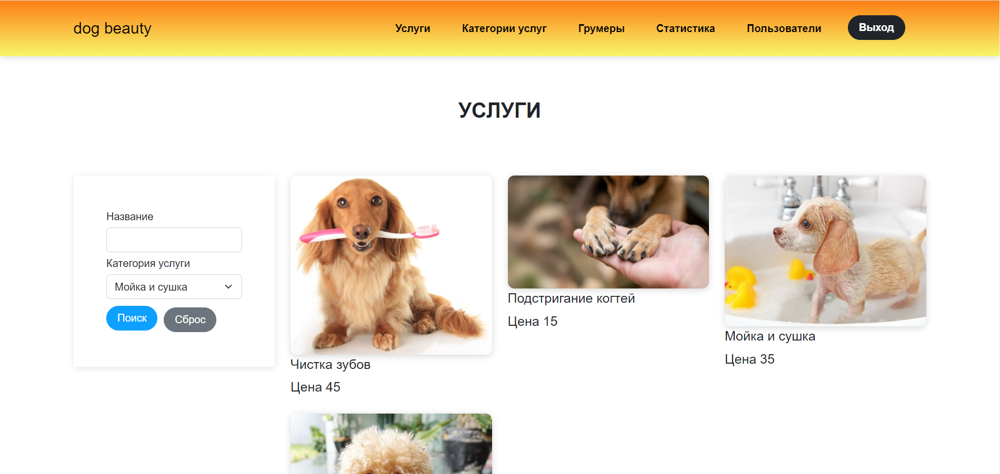 dog beauty
Услуги
Категории услуг
Грумеры
Статистика
Пользователи
Выход
УСЛУГИ
Название
Категория услуги
Мойка и сушка
Поиск
Сброс
Чистка зубов
Цена 45
Подстригание когтей
Цена 15
Мойка и сушка
Цена 35